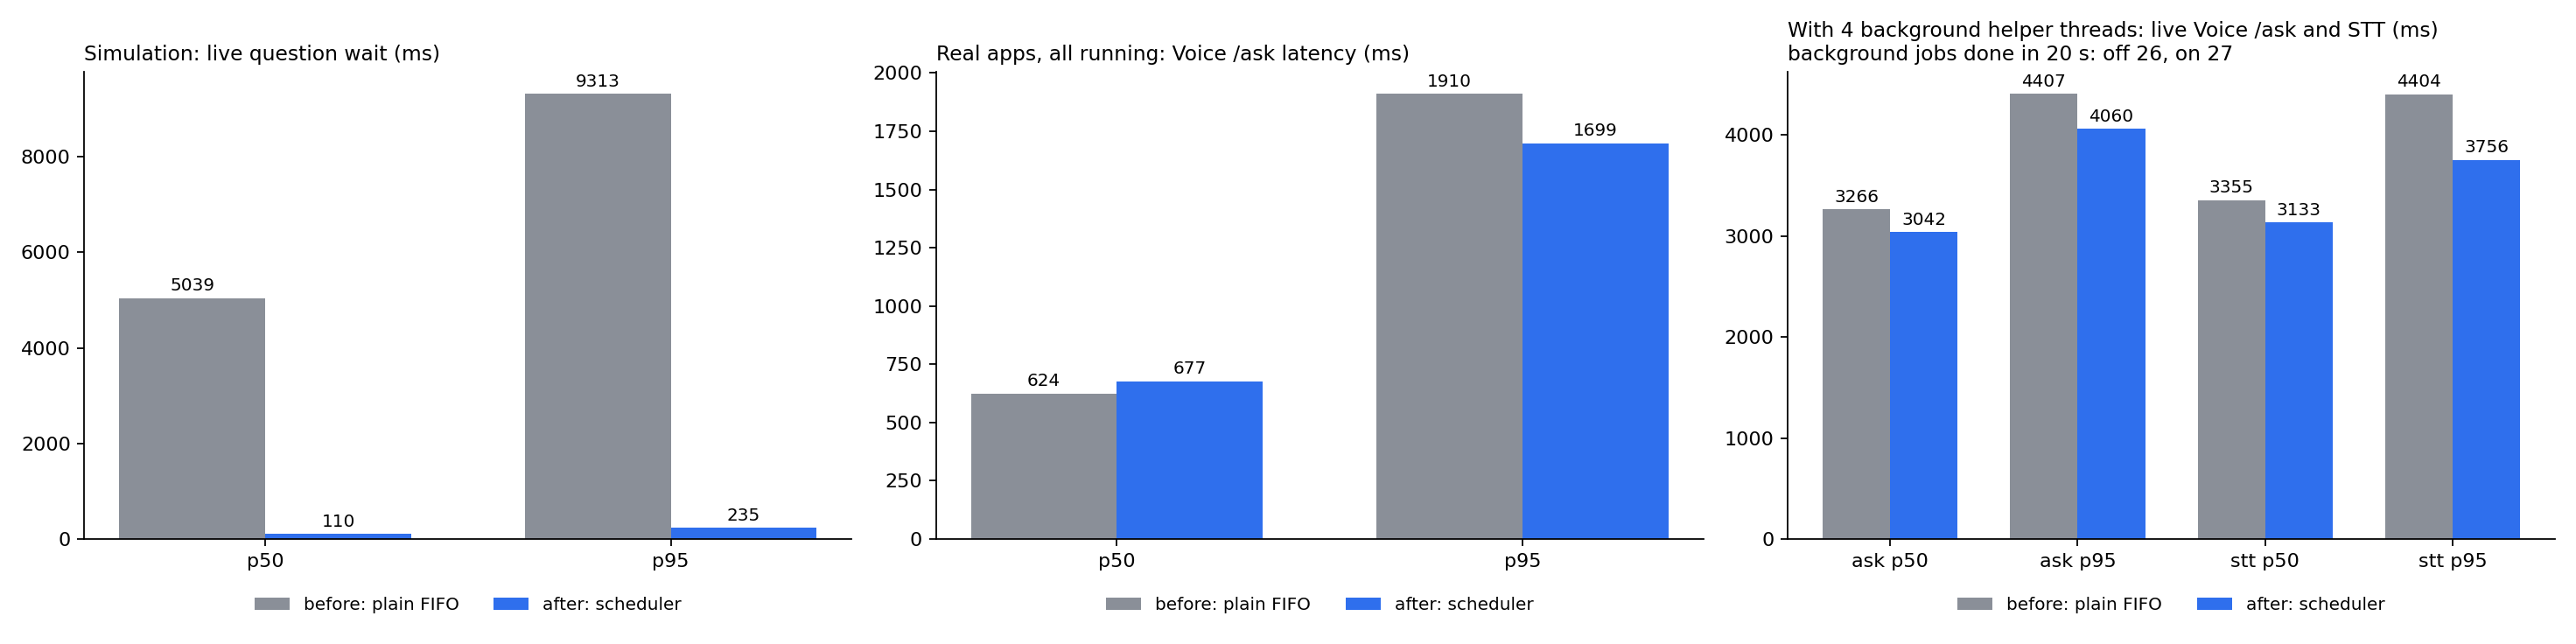 Simulation: live question wait (ms)
8000
6000
4000
2000
0
5039
110
9313
235
p50
p95
before: plain FIFO
after: scheduler
Real apps, all running: Voice /ask latency (ms)
2000
1750
1500
1250
1000
750
500
250
0
624
677
1910
1699
p50
p95
before: plain FIFO
after: scheduler
With 4 background helper threads: live Voice /ask and STT (ms)
background jobs done in 20 s: off 26, on 27
4000
3000
2000
1000
0
3266
3042
4407
4060
3355
3133
4404
3756
ask p50
ask p95
stt p50
stt p95
before: plain FIFO
after: scheduler